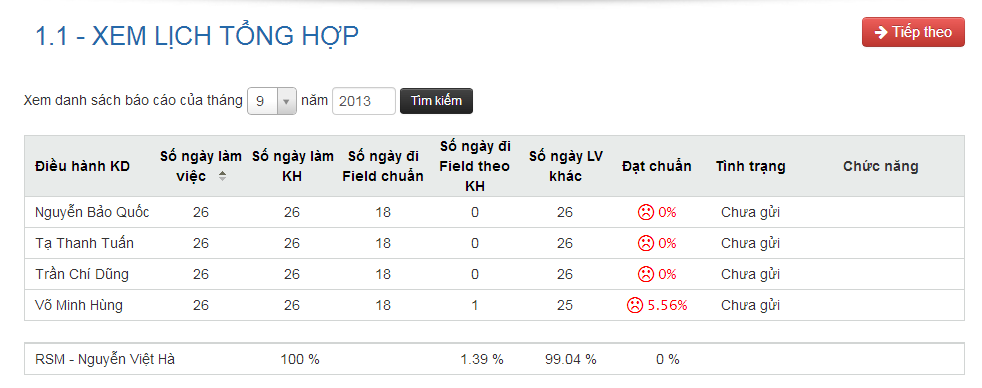 1.1 - XEM LỊCH TỔNG HỢP
Tiếp theo
Xem danh sách báo cáo của tháng 9 năm 2013 Tìm kiếm
Điều hành KD Số ngày làm việc Số ngày làm KH Số ngày đi Field chuẩn Số ngày đi Field theo KH Số ngày LV khác Đạt chuẩn Tình trạng Chức năng
Nguyễn Bảo Quốc 26 26 18 0 26 0% Chưa gửi
Tạ Thanh Tuấn 26 26 18 0 26 0% Chưa gửi
Trần Chí Dũng 26 26 18 0 26 0% Chưa gửi
Võ Minh Hùng 26 26 18 1 25 5.56% Chưa gửi
RSM - Nguyễn Việt Hà 100 % 1.39 % 99.04 % 0 %